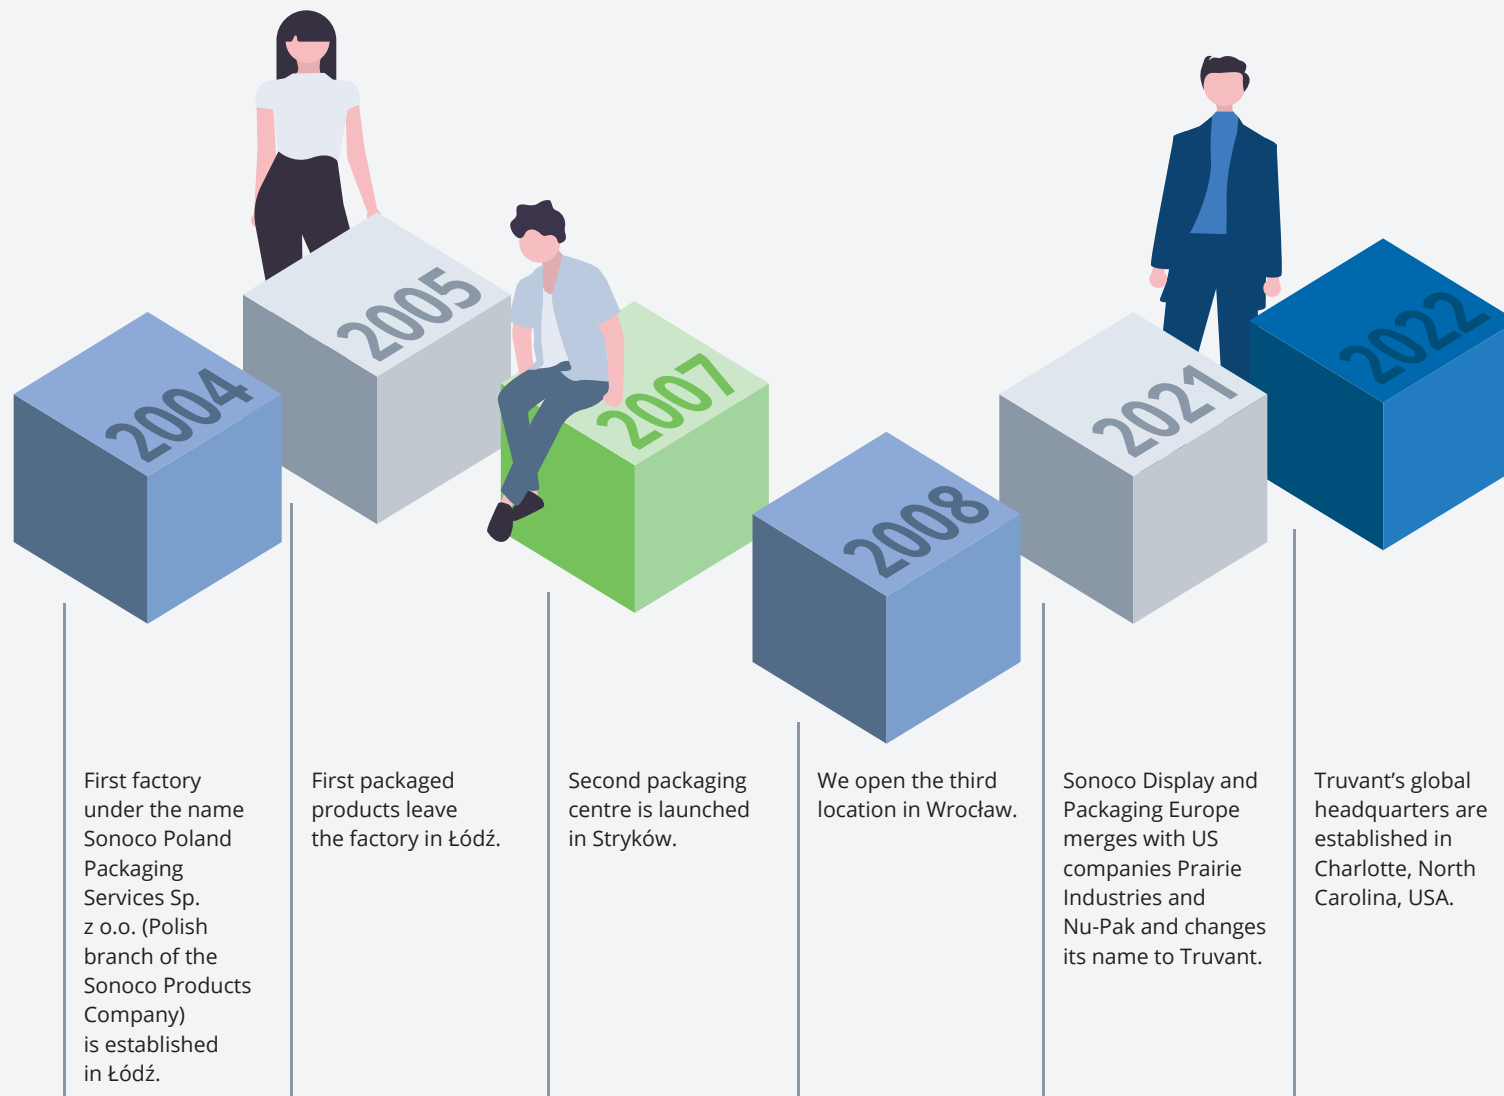 2004
2005
2007
2008
2021
2022
First factory
under the name
Sonoco Poland
Packaging
Services Sp.
z o.o. (Polish
branch of the
Sonoco Products
Company)
is established
in Łódź.
First packaged
products leave
the factory in Łódź.
Second packaging
centre is launched
in Stryków.
We open the third
location in Wrocław.
Sonoco Display and
Packaging Europe
merges with US
companies Prairie
Industries and
Nu-Pak and changes
its name to Truvant.
Truvant’s global
headquarters are
established in
Charlotte, North
Carolina, USA.